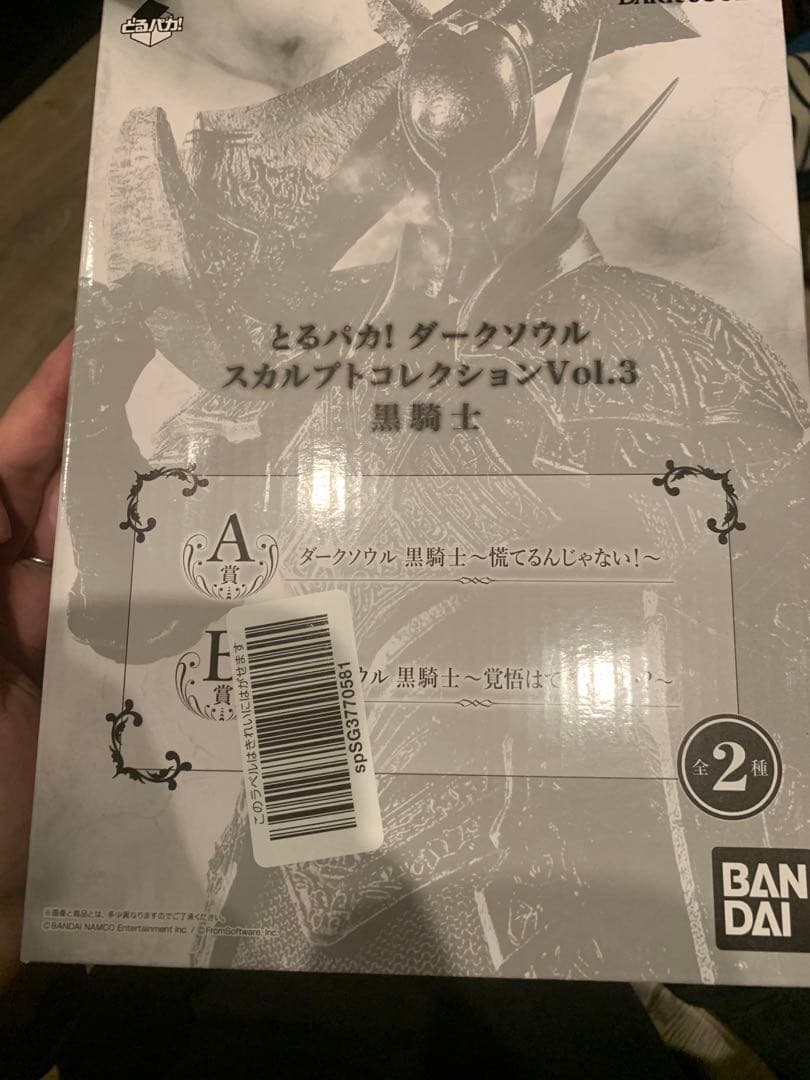 とるパカ!
とるパカ! ダークソウル
スカルプトコレクションVol.3
黒騎士
A
賞
ダークソウル 黒騎士～慌てるんじゃない!～
賞
ウル 黒騎士～覚悟は
全2種
このラベルはきれいにはがせます
spSG3770581
BAN
DAI
※画像と商品とは、多少異なりますのでご了承ください。
©BANDAI NAMCO Entertainment Inc. / ©FromSoftware, Inc.